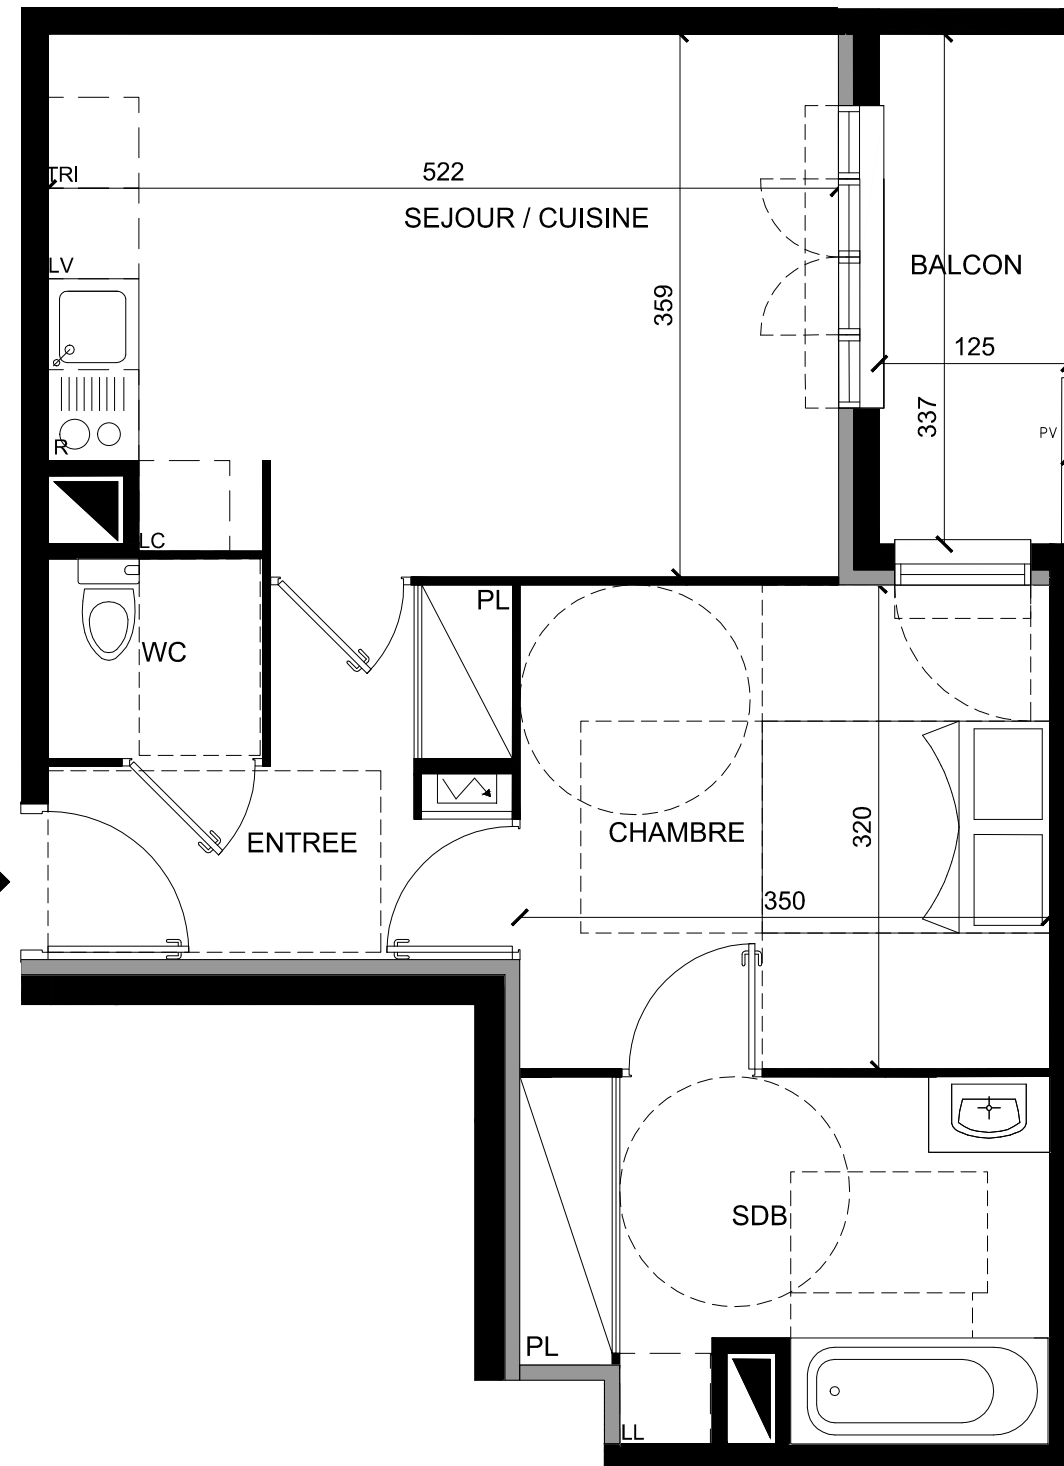 TRI
522
SEJOUR / CUISINE
LV
BALCON
359
125
337
PV
R
LC
PL
WC
ENTREE
CHAMBRE
320
350
SDB
PL
LL